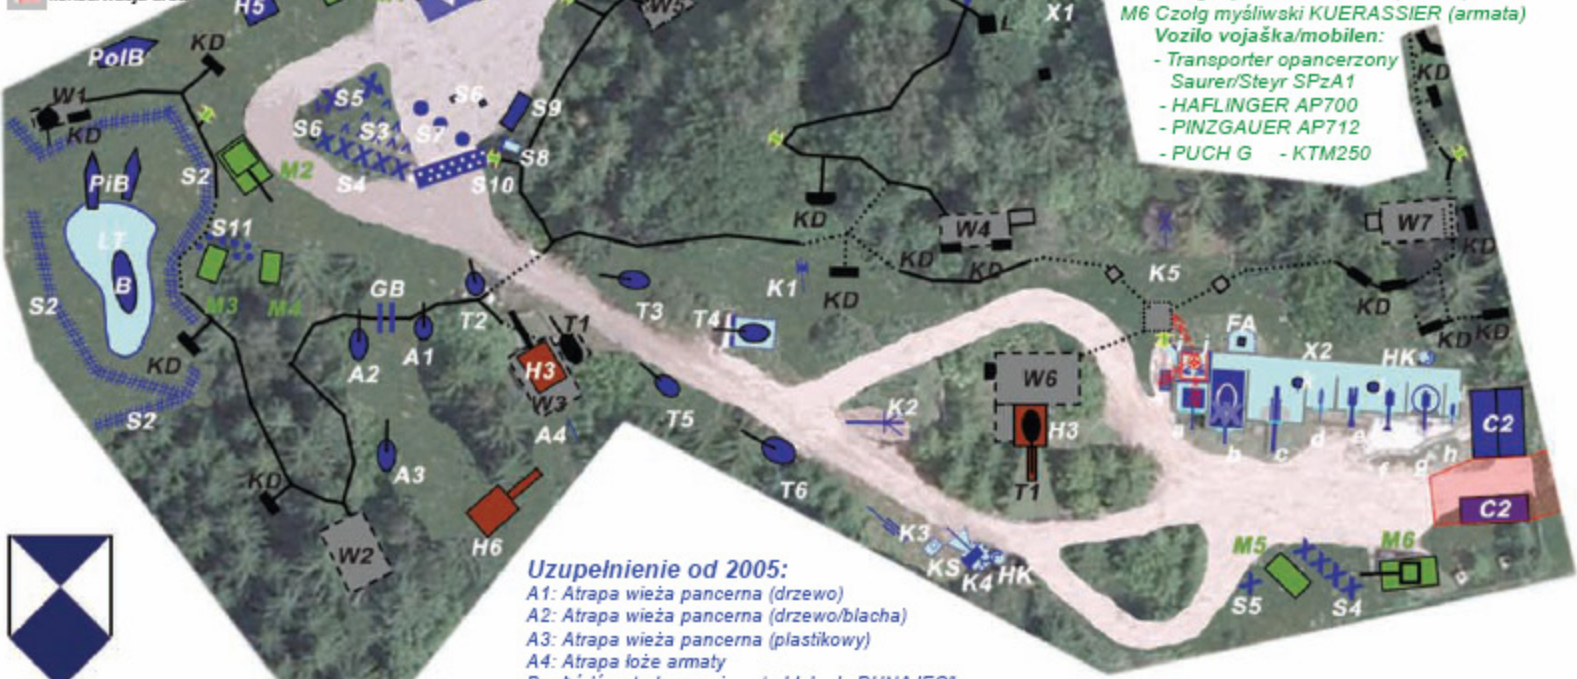 H5
W5
L
X1
M6 Czołg myśliwski KUERASSIER (armata)
Vozilo vojaška/mobilen:
- Transporter opancerzony
Saurer/Steyr SPzA1
- HAFLINGER AP700
- PINZGAUER AP712
- PUCH G - KTM250
PolB
KD
KD
W1
KD
S5
S6
S9
S6
S3
S7
S8
S4
S10
M2
PiB
S2
S11
LT
B
M3
M4
S2
KD
S2
GB
A1
A2
T2
T1
H3
W3
A4
A3
H6
KD
W2
T3
T4
T5
T6
K1
KD
KD
KD
KD
W4
K5
W7
KD
KD
KD
KD
FA
X2
HK
W6
H3
T1
K2
K3
KS
K4
HK
i
j
k
a
b
c
d
e
f
g
h
C2
C2
M5
M6
S5
S4
Uzupełnienie od 2005:
A1: Atrapa wieża pancerna (drzewo)
A2: Atrapa wieża pancerna (drzewo/blacha)
A3: Atrapa wieża pancerna (plastikowy)
A4: Atrapa łoże armaty